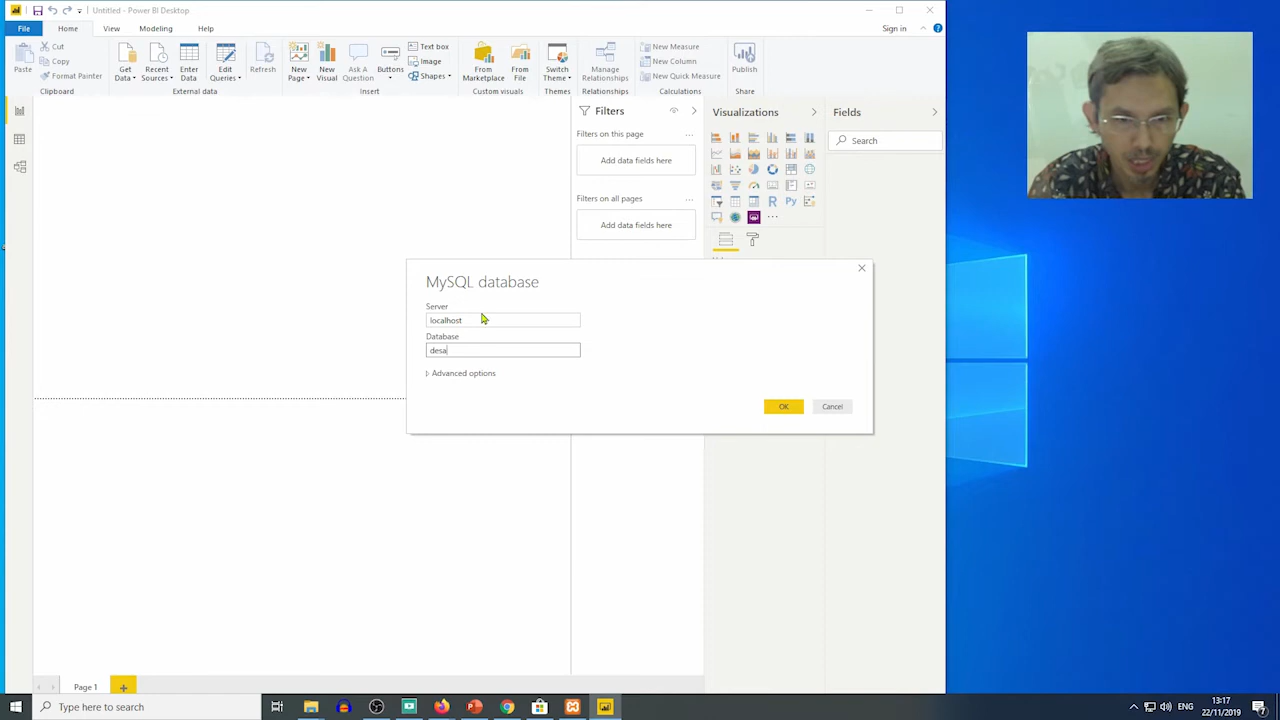 Untitled - Power BI Desktop
File
Home
View
Modeling
Help
Sign in
Paste
Cut
Copy
Format Painter
Clipboard
Get Data
Recent Sources
Enter Data
Edit Queries
Refresh
External data
New Page
New Visual
Ask A Question
Buttons
Text box
Image
Shapes
Insert
From Marketplace
From File
Custom visuals
Switch Theme
Themes
Manage Relationships
Relationships
New Measure
New Column
New Quick Measure
Calculations
Publish
Share
Filters
Filters on this page
Add data fields here
Filters on all pages
Add data fields here
Visualizations
R
Py
Fields
Search
MySQL database
Server
localhost
Database
desa
Advanced options
OK
Cancel
Page 1
Type here to search
ENG
13:17
22/11/2019